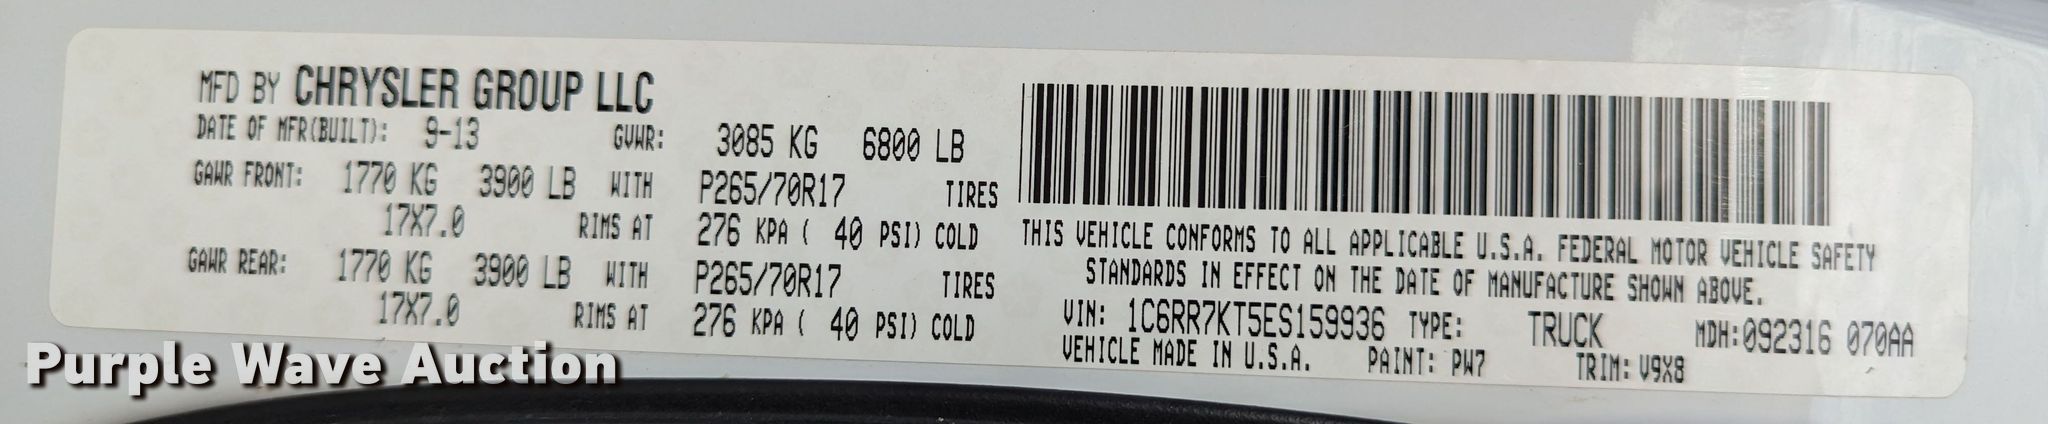 MFD BY CHRYSLER GROUP LLC
DATE OF MFR(BUILT): 9-13 GVWR: 3085 KG 6800 LB
GAWR FRONT: 1770 KG 3900 LB WITH P265/70R17 TIRES
17X7.0 RIMS AT 276 KPA ( 40 PSI) COLD
GAWR REAR: 1770 KG 3900 LB WITH P265/70R17 TIRES
17X7.0 RIMS AT 276 KPA ( 40 PSI) COLD
THIS VEHICLE CONFORMS TO ALL APPLICABLE U.S.A. FEDERAL MOTOR VEHICLE SAFETY
STANDARDS IN EFFECT ON THE DATE OF MANUFACTURE SHOWN ABOVE.
VIN: 1C6RR7KT5ES159936 TYPE: TRUCK MDH:092316 070AA
VEHICLE MADE IN U.S.A. PAINT: PW7 TRIM: V9X8
Purple Wave Auction